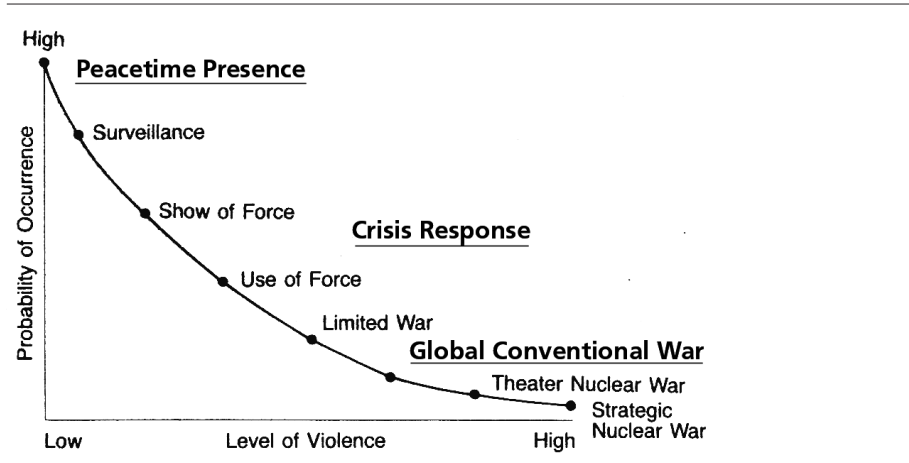 High
Peacetime Presence
Surveillance
Show of Force
Crisis Response
Use of Force
Limited War
Global Conventional War
Theater Nuclear War
Strategic
Nuclear War
Probability of Occurrence
Low
Level of Violence
High